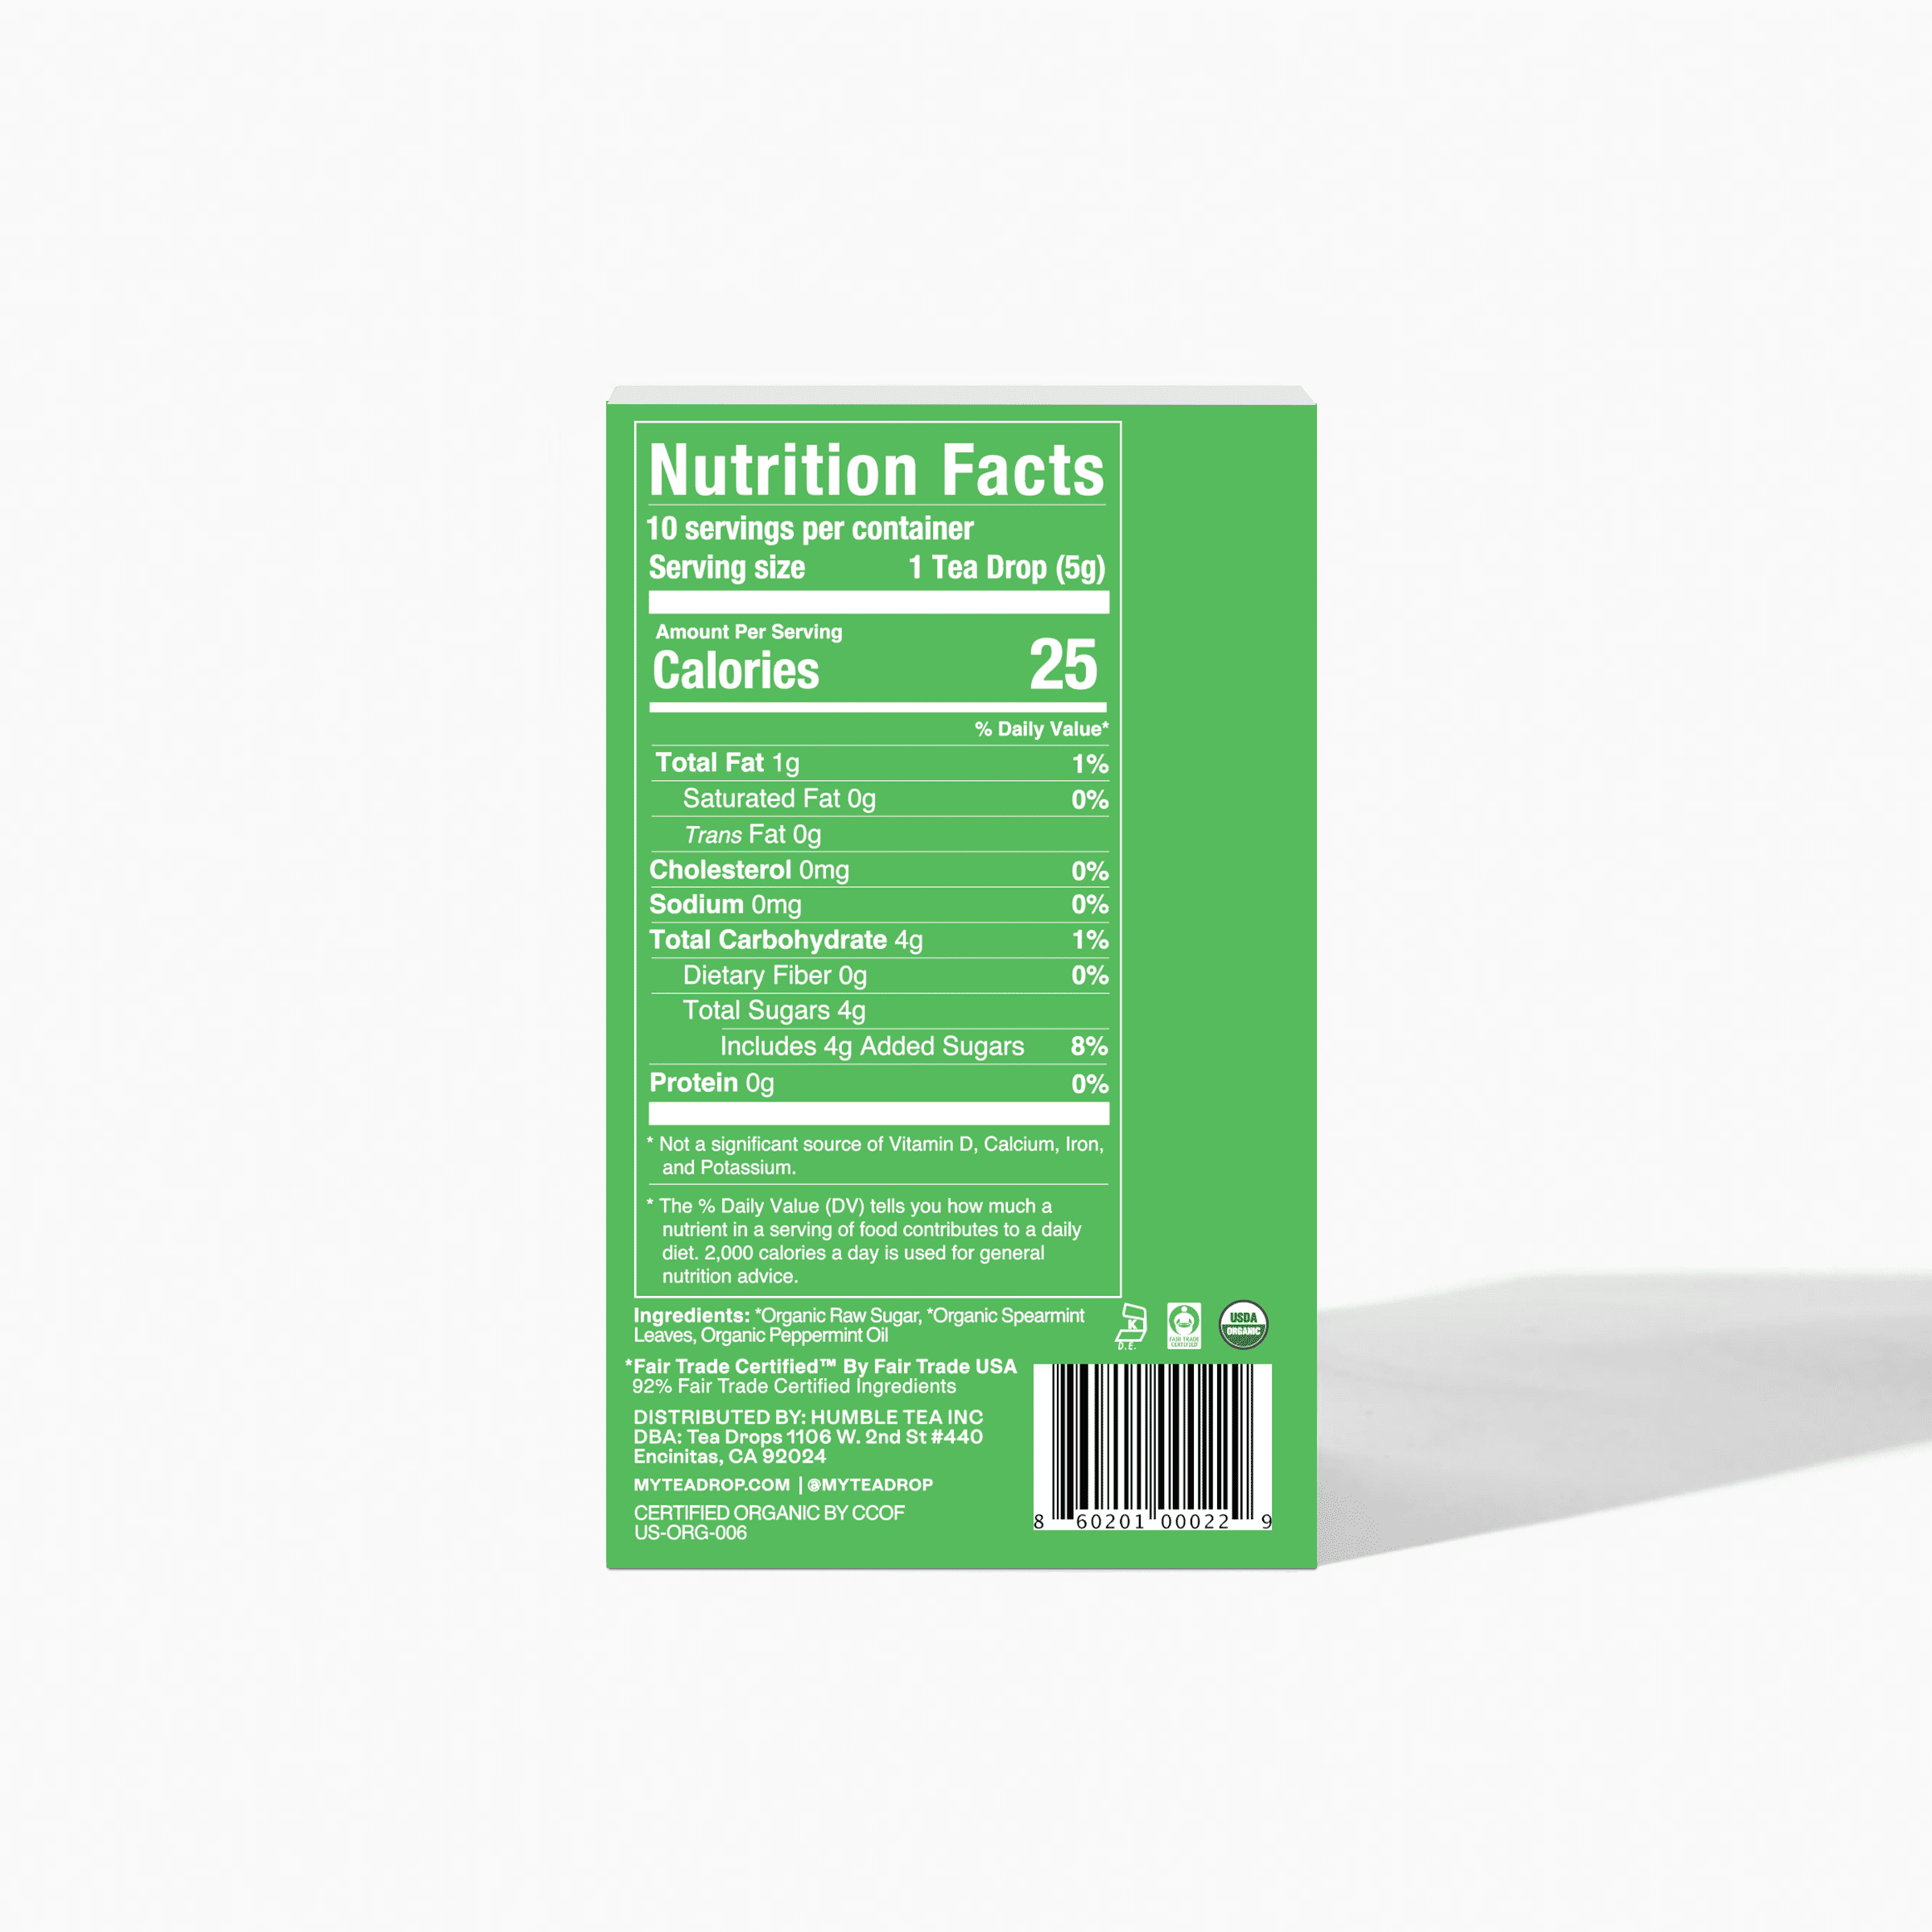 Nutrition Facts
10 servings per container
Serving size 1 Tea Drop (5g)
Amount Per Serving
Calories 25
% Daily Value*
Total Fat 1g 1%
Saturated Fat 0g 0%
Trans Fat 0g
Cholesterol 0mg 0%
Sodium 0mg 0%
Total Carbohydrate 4g 1%
Dietary Fiber 0g 0%
Total Sugars 4g
Includes 4g Added Sugars 8%
Protein 0g 0%
* Not a significant source of Vitamin D, Calcium, Iron,
and Potassium.
* The % Daily Value (DV) tells you how much a
nutrient in a serving of food contributes to a daily
diet. 2,000 calories a day is used for general
nutrition advice.
Ingredients: *Organic Raw Sugar, *Organic Spearmint
Leaves, Organic Peppermint Oil
K
D.E.
FAIR TRADE
CERTIFIED
USDA
ORGANIC
*Fair Trade Certified™ By Fair Trade USA
92% Fair Trade Certified Ingredients
DISTRIBUTED BY: HUMBLE TEA INC
DBA: Tea Drops 1106 W. 2nd St #440
Encinitas, CA 92024
MYTEADROP.COM | @MYTEADROP
CERTIFIED ORGANIC BY CCOF
US-ORG-006
8 60201 00022 9